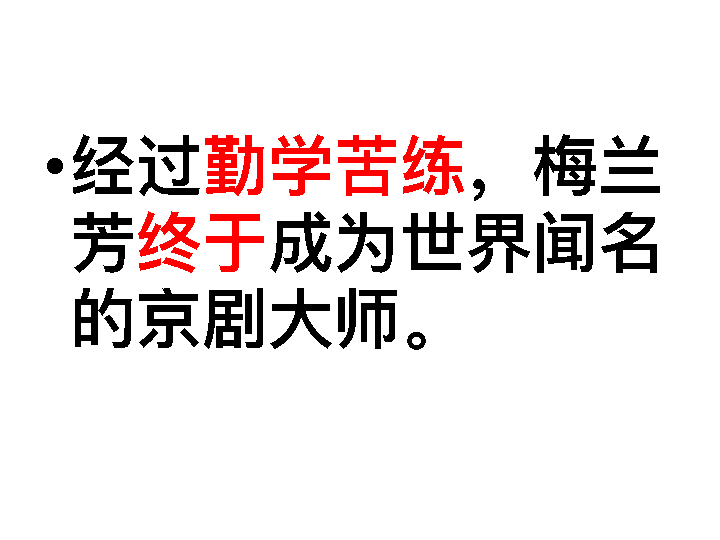 •经过勤学苦练，梅兰
芳终于成为世界闻名
的京剧大师。